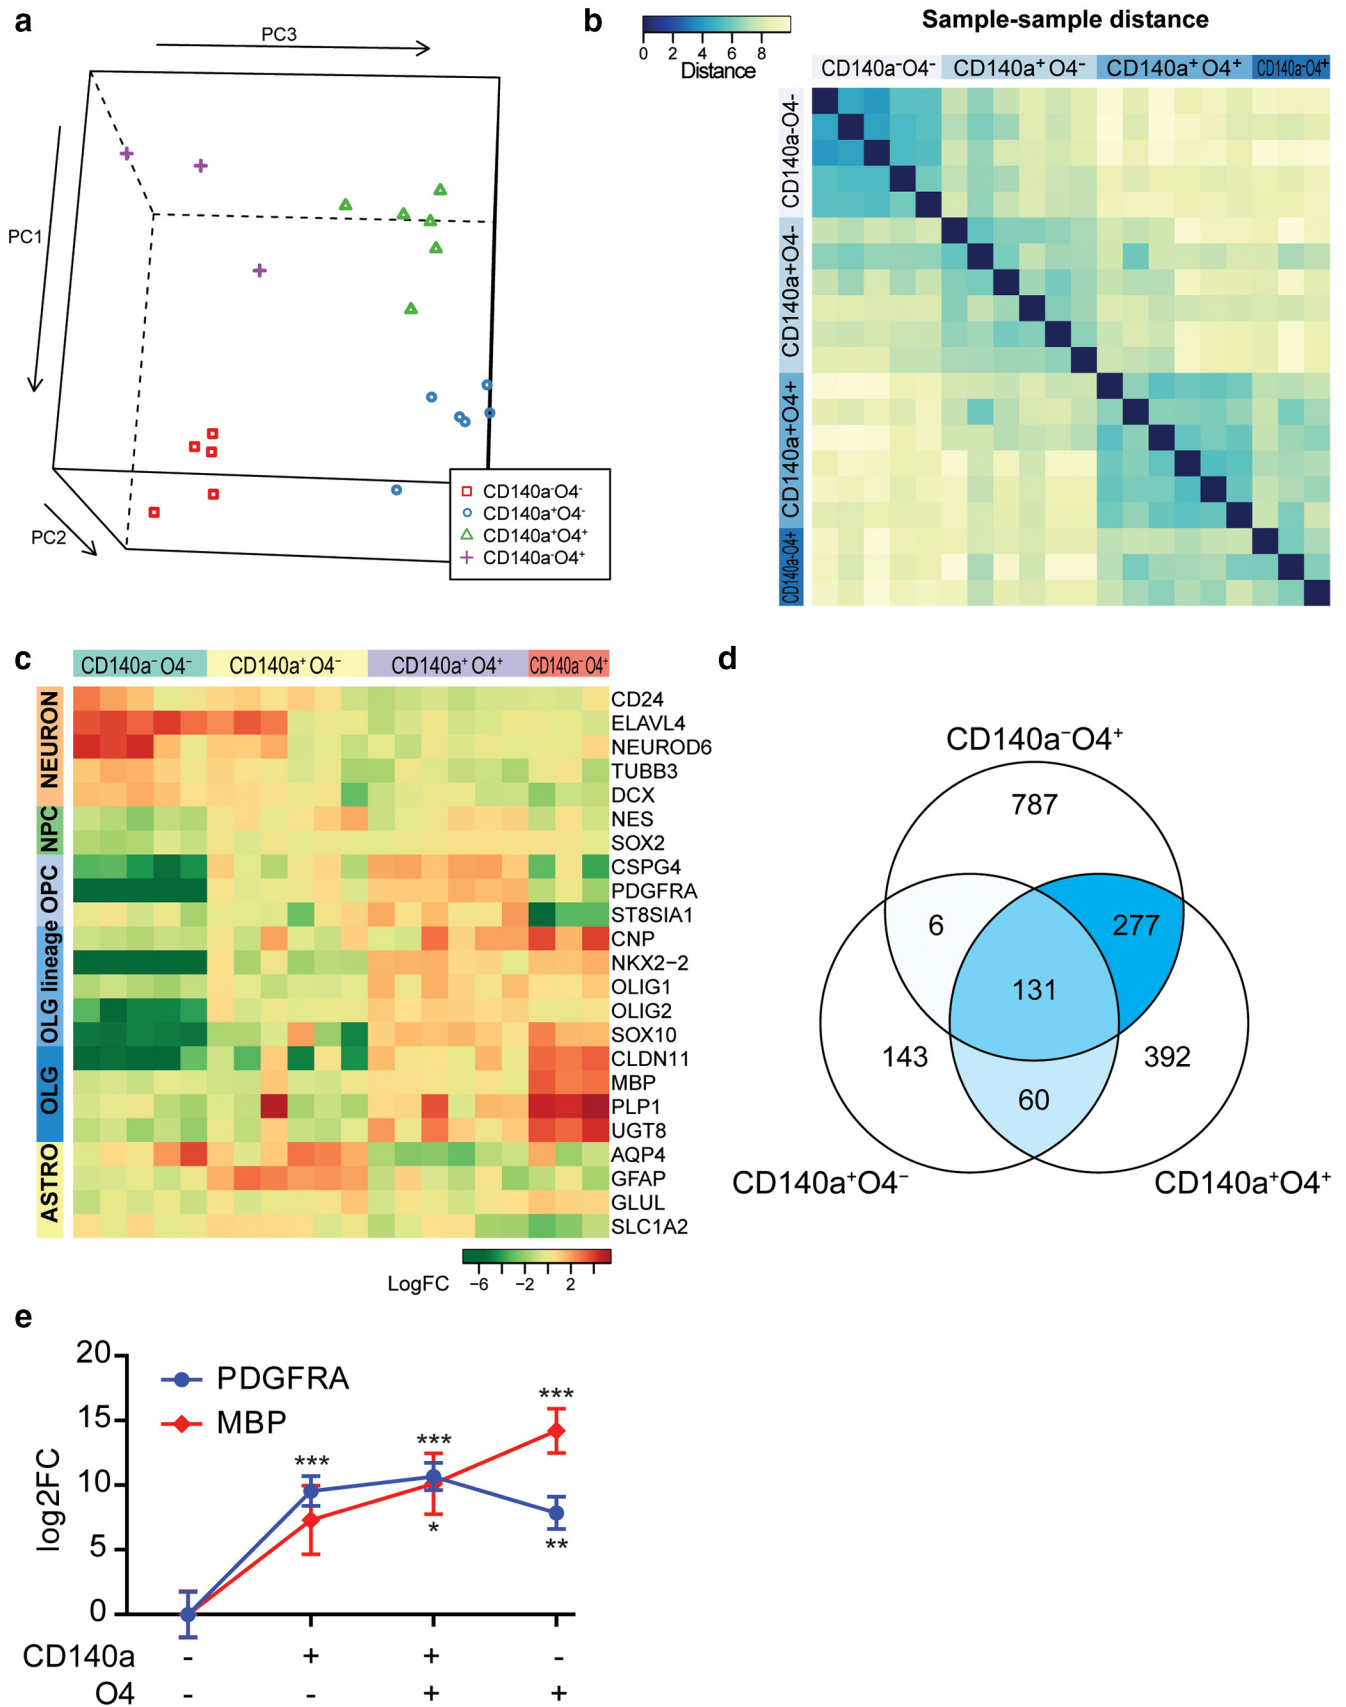 a
PC3
PC1
PC2
CD140a⁻O4⁻
CD140a⁺O4⁻
CD140a⁺O4⁺
CD140a⁻O4⁺
b
0 2 4 6 8
Distance
Sample-sample distance
CD140a⁻O4⁻ CD140a⁺O4⁻ CD140a⁺O4⁺ CD140a⁻O4⁺
CD140a-O4-
CD140a+O4-
CD140a+O4+
CD140a-O4+
c
CD140a⁻O4⁻ CD140a⁺O4⁻ CD140a⁺O4⁺ CD140a⁻O4⁺
NEURON
NPC
OPC
OLG lineage
OLG
ASTRO
CD24
ELAVL4
NEUROD6
TUBB3
DCX
NES
SOX2
CSPG4
PDGFRA
ST8SIA1
CNP
NKX2−2
OLIG1
OLIG2
SOX10
CLDN11
MBP
PLP1
UGT8
AQP4
GFAP
GLUL
SLC1A2
LogFC
−6 −2 2
d
CD140a⁻O4⁺
787
6
277
131
143
392
60
CD140a⁺O4⁻
CD140a⁺O4⁺
e
log2FC
20
15
10
5
0
PDGFRA
MBP
***
***
***
*
**
CD140a - + + -
O4 - - + +